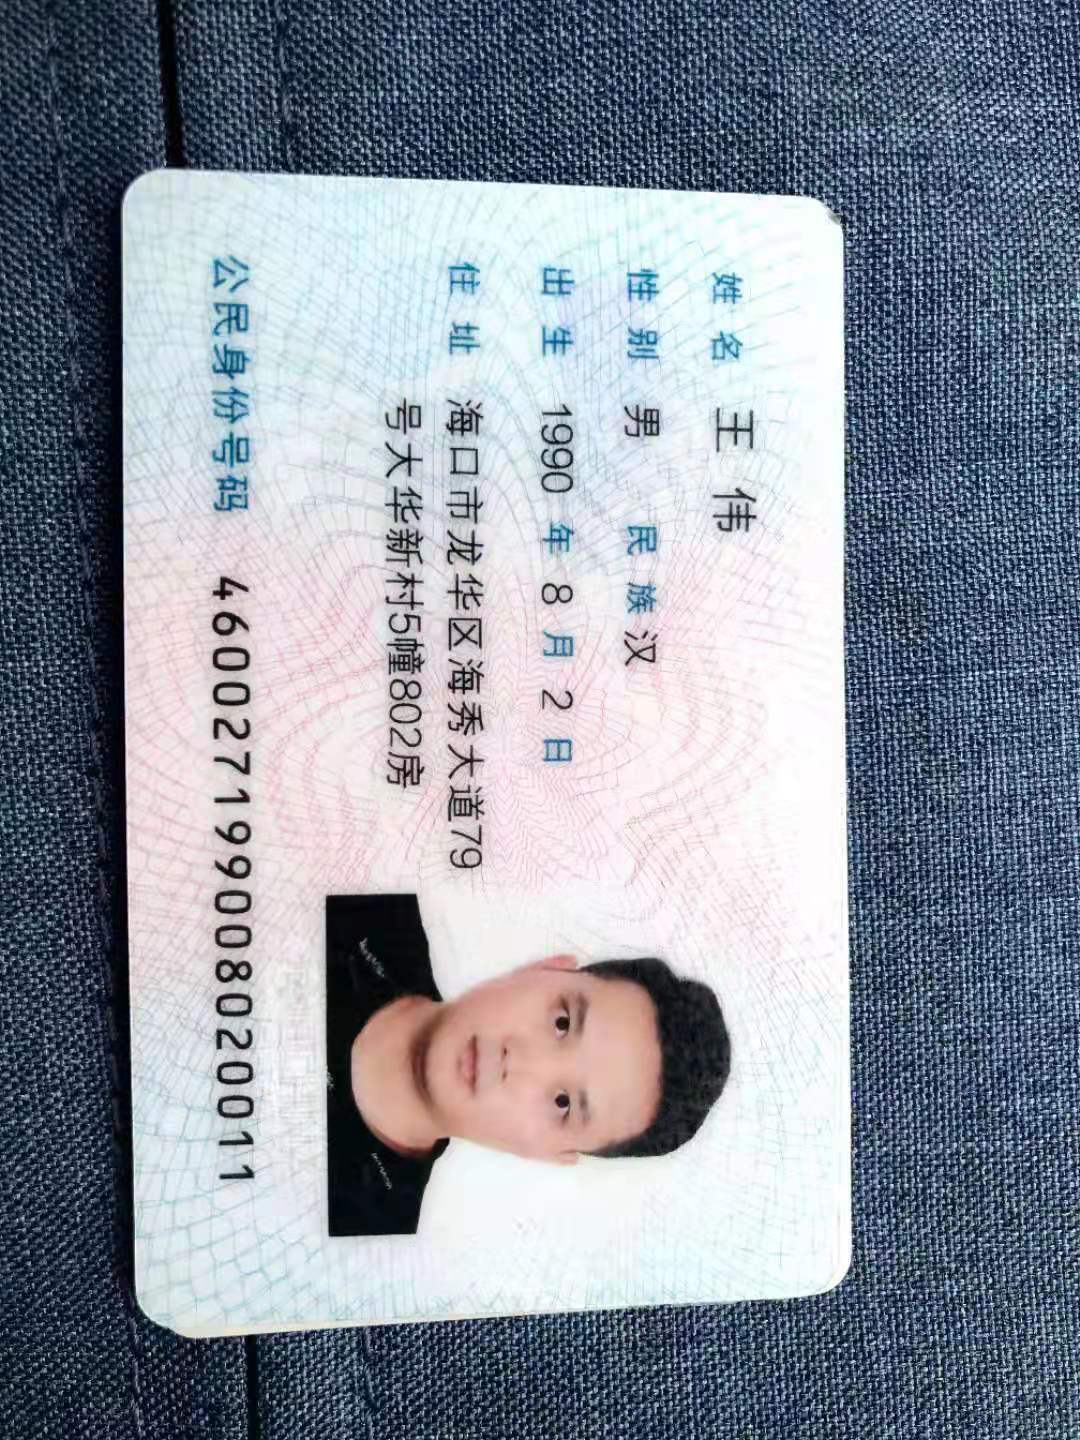 姓名 王伟
性别 男 民族 汉
出生 1990 年 8 月 2 日
住址 海口市龙华区海秀大道79
号大华新村5幢802房
公民身份号码 460027199008020011